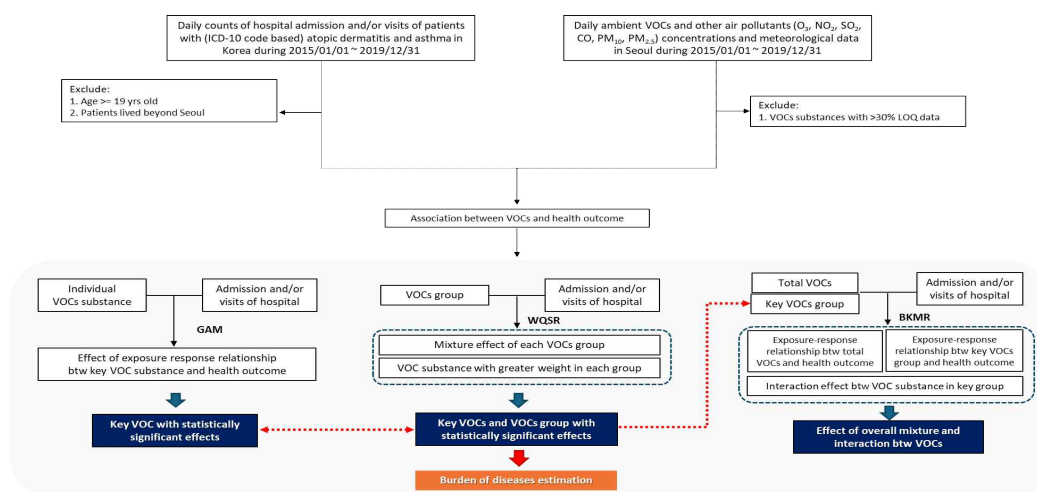 Daily counts of hospital admission and/or visits of patients
with (ICD-10 code based) atopic dermatitis and asthma in
Korea during 2015/01/01 ~ 2019/12/31
Daily ambient VOCs and other air pollutants (O₃, NO₂, SO₂,
CO, PM₁₀, PM₂.₅) concentrations and meteorological data
in Seoul during 2015/01/01 ~ 2019/12/31
Exclude:
1. Age >= 19 yrs old
2. Patients lived beyond Seoul
Exclude:
1. VOCs substances with >30% LOQ data
Association between VOCs and health outcome
Individual
VOCs substance
Admission and/or
visits of hospital
GAM
Effect of exposure response relationship
btw key VOC substance and health outcome
Key VOC with statistically
significant effects
VOCs group
Admission and/or
visits of hospital
WQSR
Mixture effect of each VOCs group
VOC substance with greater weight in each group
Key VOCs and VOCs group with
statistically significant effects
Burden of diseases estimation
Total VOCs
Key VOCs group
Admission and/or
visits of hospital
BKMR
Exposure-response
relationship btw total
VOCs and health outcome
Exposure-response
relationship btw key VOCs
group and health outcome
Interaction effect btw VOC substance in key group
Effect of overall mixture and
interaction btw VOCs